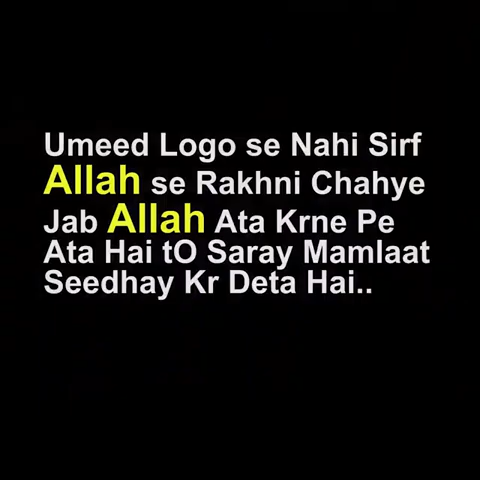 Umeed Logo se Nahi Sirf
Allah se Rakhni Chahye
Jab Allah Ata Krne Pe
Ata Hai tO Saray Mamlaat
Seedhay Kr Deta Hai..